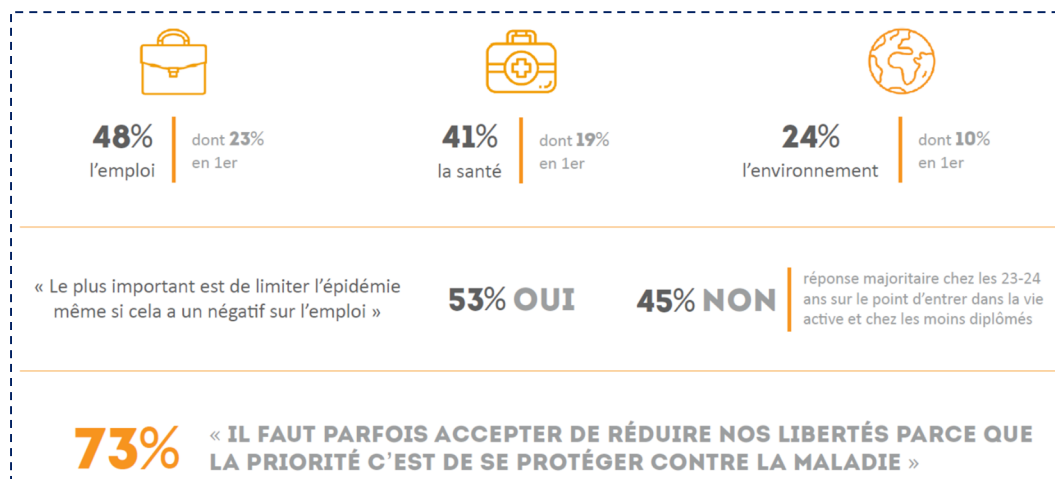 48%
dont 23%
l'emploi
en 1er
41%
dont 19%
la santé
en 1er
24%
dont 10%
l'environnement
en 1er
« Le plus important est de limiter l'épidémie
même si cela a un négatif sur l'emploi »
53% OUI
45% NON
réponse majoritaire chez les 23-24
ans sur le point d'entrer dans la vie
active et chez les moins diplômés
73%
« IL FAUT PARFOIS ACCEPTER DE RÉDUIRE NOS LIBERTÉS PARCE QUE
LA PRIORITÉ C'EST DE SE PROTÉGER CONTRE LA MALADIE »